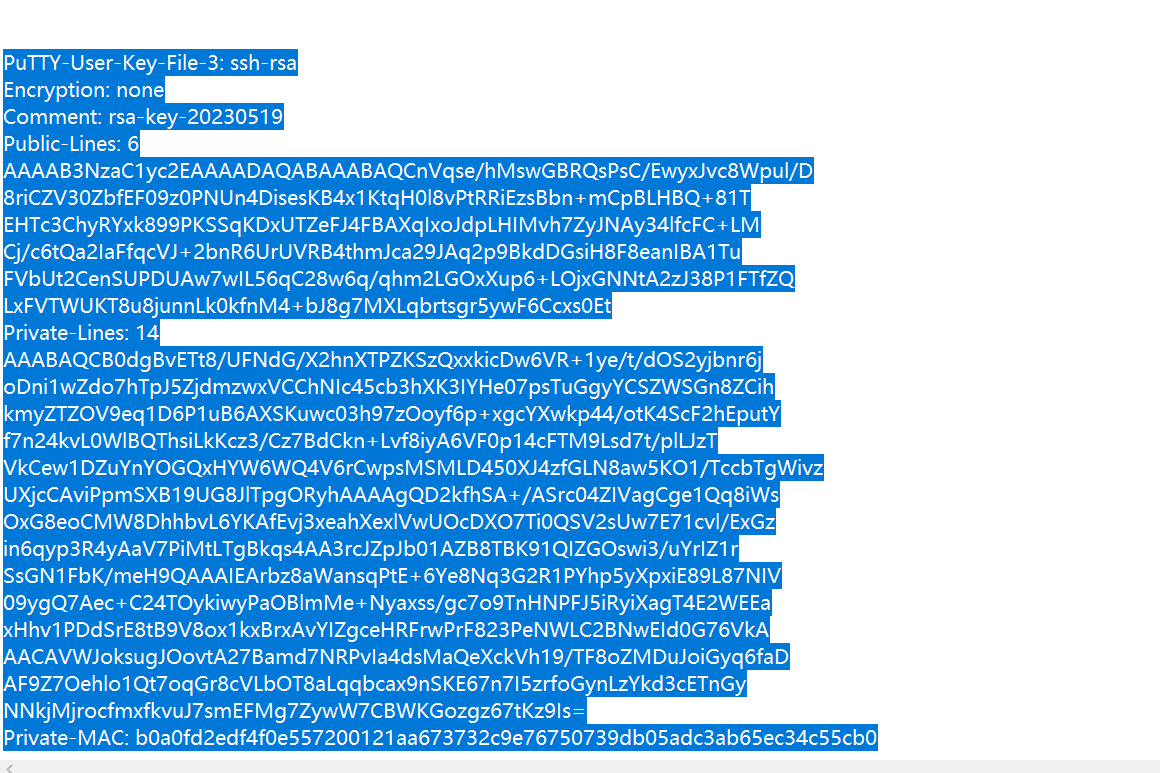 PuTTY-User-Key-File-3: ssh-rsa
Encryption: none
Comment: rsa-key-20230519
Public-Lines: 6
AAAAB3NzaC1yc2EAAAADAQABAAABAQCnVqse/hMswGBRQsPsC/EwyxJvc8Wpul/D
8riCZV30ZbfEF09z0PNUn4DisesKB4x1KtqH0l8vPtRRiEzsBbn+mCpBLHBQ+81T
EHTc3ChyRYxk899PKSSqKDxUTZeFJ4FBAXqIxoJdpLHIMvh7ZyJNAy34lfcFC+LM
Cj/c6tQa2IaFfqcVJ+2bnR6UrUVRB4thmJca29JAq2p9BkdDGsiH8F8eanIBA1Tu
FVbUt2CenSUPDUAw7wIL56qC28w6q/qhm2LGOxXup6+LOjxGNNtA2zJ38P1FTfZQ
LxFVTWUKT8u8junnLk0kfnM4+bJ8g7MXLqbrtsgr5ywF6Ccxs0Et
Private-Lines: 14
AAABAQCB0dgBvETt8/UFNdG/X2hnXTPZKSzQxxkicDw6VR+1ye/t/dOS2yjbnr6j
oDni1wZdo7hTpJ5ZjdmzwxVCChNIc45cb3hXK3IYHe07psTuGgyYCSZWSGn8ZCih
kmyZTZOV9eq1D6P1uB6AXSKuwc03h97zOoyf6p+xgcYXwkp44/otK4ScF2hEputY
f7n24kvL0WlBQThsiLkKcz3/Cz7BdCkn+Lvf8iyA6VF0p14cFTM9Lsd7t/plLJzT
VkCew1DZuYnYOGQxHYW6WQ4V6rCwpsMSMLD450XJ4zfGLN8aw5KO1/TccbTgWivz
UXjcCAviPpmSXB19UG8JlTpgORyhAAAAgQD2kfhSA+/ASrc04ZIVagCge1Qq8iWs
OxG8eoCMW8DhhbvL6YKAfEvj3xeahXexlVwUOcDXO7Ti0QSV2sUw7E71cvl/ExGz
in6qyp3R4yAaV7PiMtLTgBkqs4AA3rcJZpJb01AZB8TBK91QIZGOswi3/uYrIZ1r
SsGN1FbK/meH9QAAAIEArbz8aWansqPtE+6Ye8Nq3G2R1PYhp5yXpxiE89L87NIV
09ygQ7Aec+C24TOykiwyPaOBlmMe+Nyaxss/gc7o9TnHNPFJ5iRyiXagT4E2WEEa
xHhv1PDdSrE8tB9V8ox1kxBrxAvYIZgceHRFrwPrF823PeNWLC2BNwEId0G76VkA
AACAVWJoksugJOovtA27Bamd7NRPvIa4dsMaQeXckVh19/TF8oZMDuJoiGyq6faD
AF9Z7Oehlo1Qt7oqGr8cVLbOT8aLqqbcax9nSKE67n7I5zrfoGynLzYkd3cETnGy
NNkjMjrocfmxfkvuJ7smEFMg7ZywW7CBWKGozgz67tKz9Is=
Private-MAC: b0a0fd2edf4f0e557200121aa673732c9e76750739db05adc3ab65ec34c55cb0